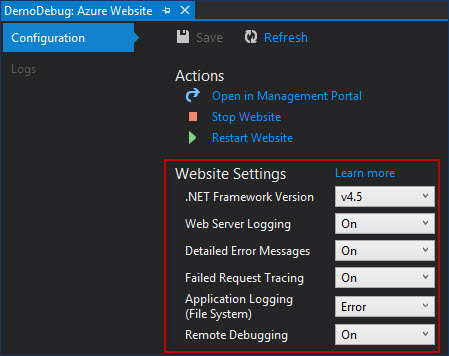 DemoDebug: Azure Website
Configuration
Save
Refresh
Logs
Actions
Open in Management Portal
Stop Website
Restart Website
Website Settings
Learn more
.NET Framework Version
v4.5
Web Server Logging
On
Detailed Error Messages
On
Failed Request Tracing
On
Application Logging
(File System)
Error
Remote Debugging
On